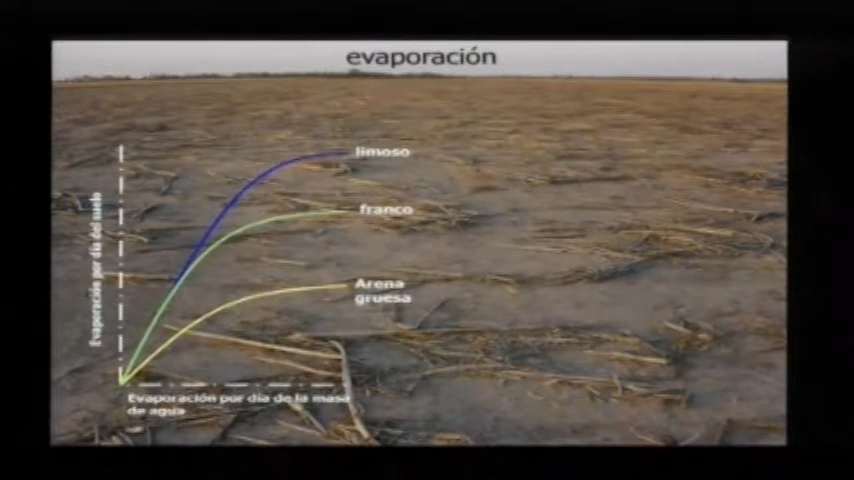 evaporación
limoso
franco
Evaporación por día del suelo
Arena
gruesa
Evaporación por día de la masa
de agua